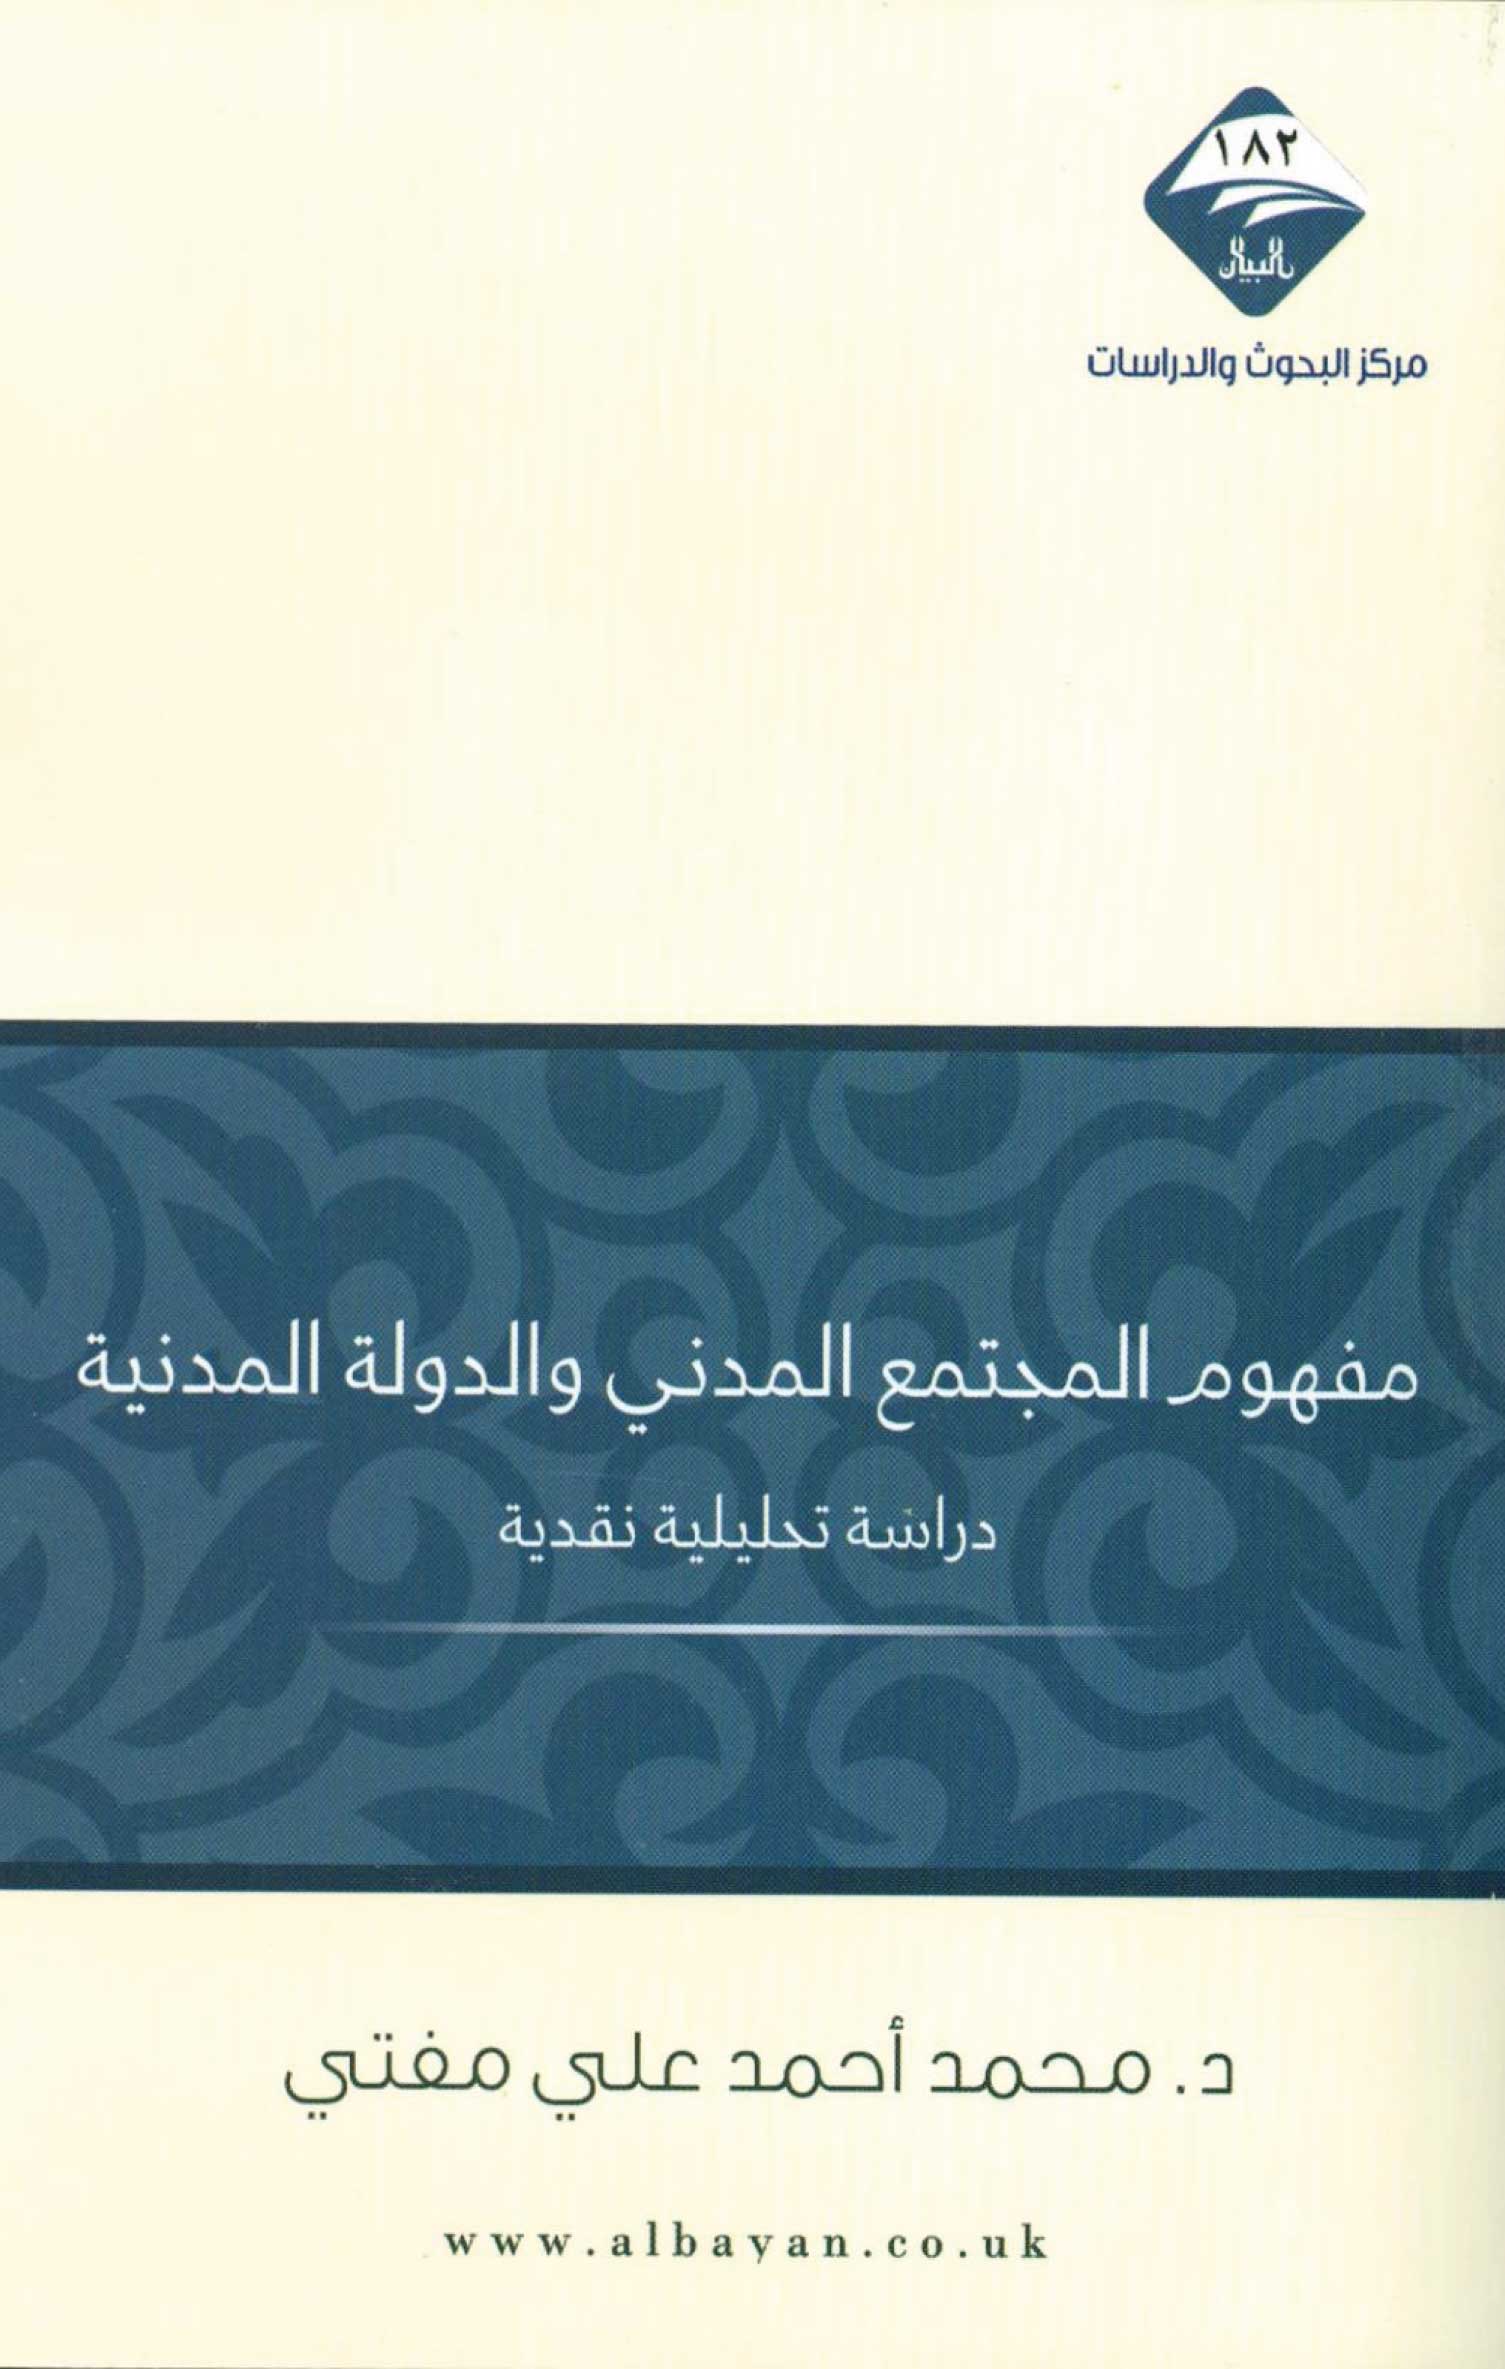 ١٨٢
البيان
مركز البحوث والدراسات
مفهوم المجتمع المدني والدولة المدنية
دراسة تحليلية نقدية
د. محمد أحمد علي مفتي
www.albayan.co.uk